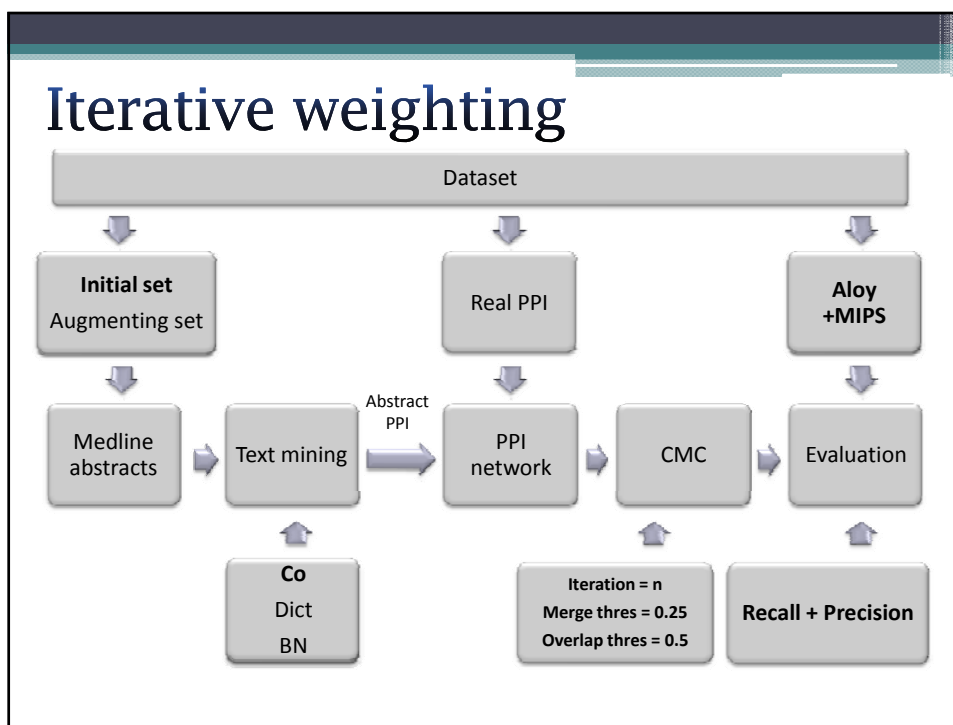 Iterative weighting
Dataset
Initial set
Augmenting set
Real PPI
Aloy
+MIPS
Medline
abstracts
Text mining
Abstract
PPI
PPI
network
CMC
Evaluation
Co
Dict
BN
Iteration = n
Merge thres = 0.25
Overlap thres = 0.5
Recall + Precision